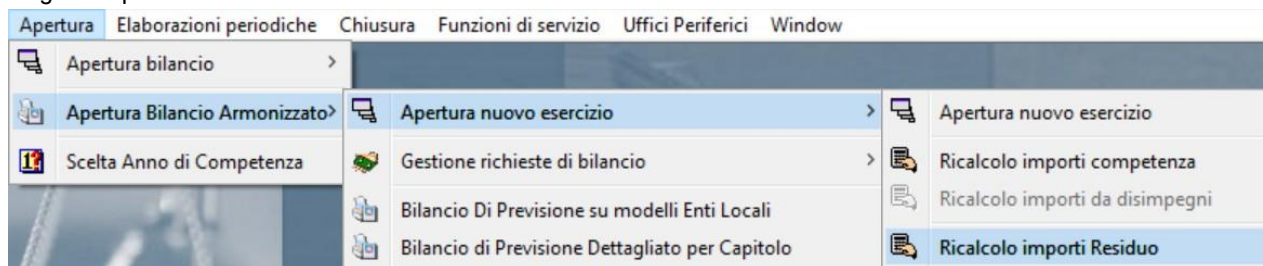 Apertura Elaborazioni periodiche Chiusura Funzioni di servizio Uffici Periferici Window
Apertura bilancio
Apertura Bilancio Armonizzato
Scelta Anno di Competenza
Apertura nuovo esercizio
Gestione richieste di bilancio
Bilancio Di Previsione su modelli Enti Locali
Bilancio di Previsione Dettagliato per Capitolo
Apertura nuovo esercizio
Ricalcolo importi competenza
Ricalcolo importi da disimpegni
Ricalcolo importi Residuo